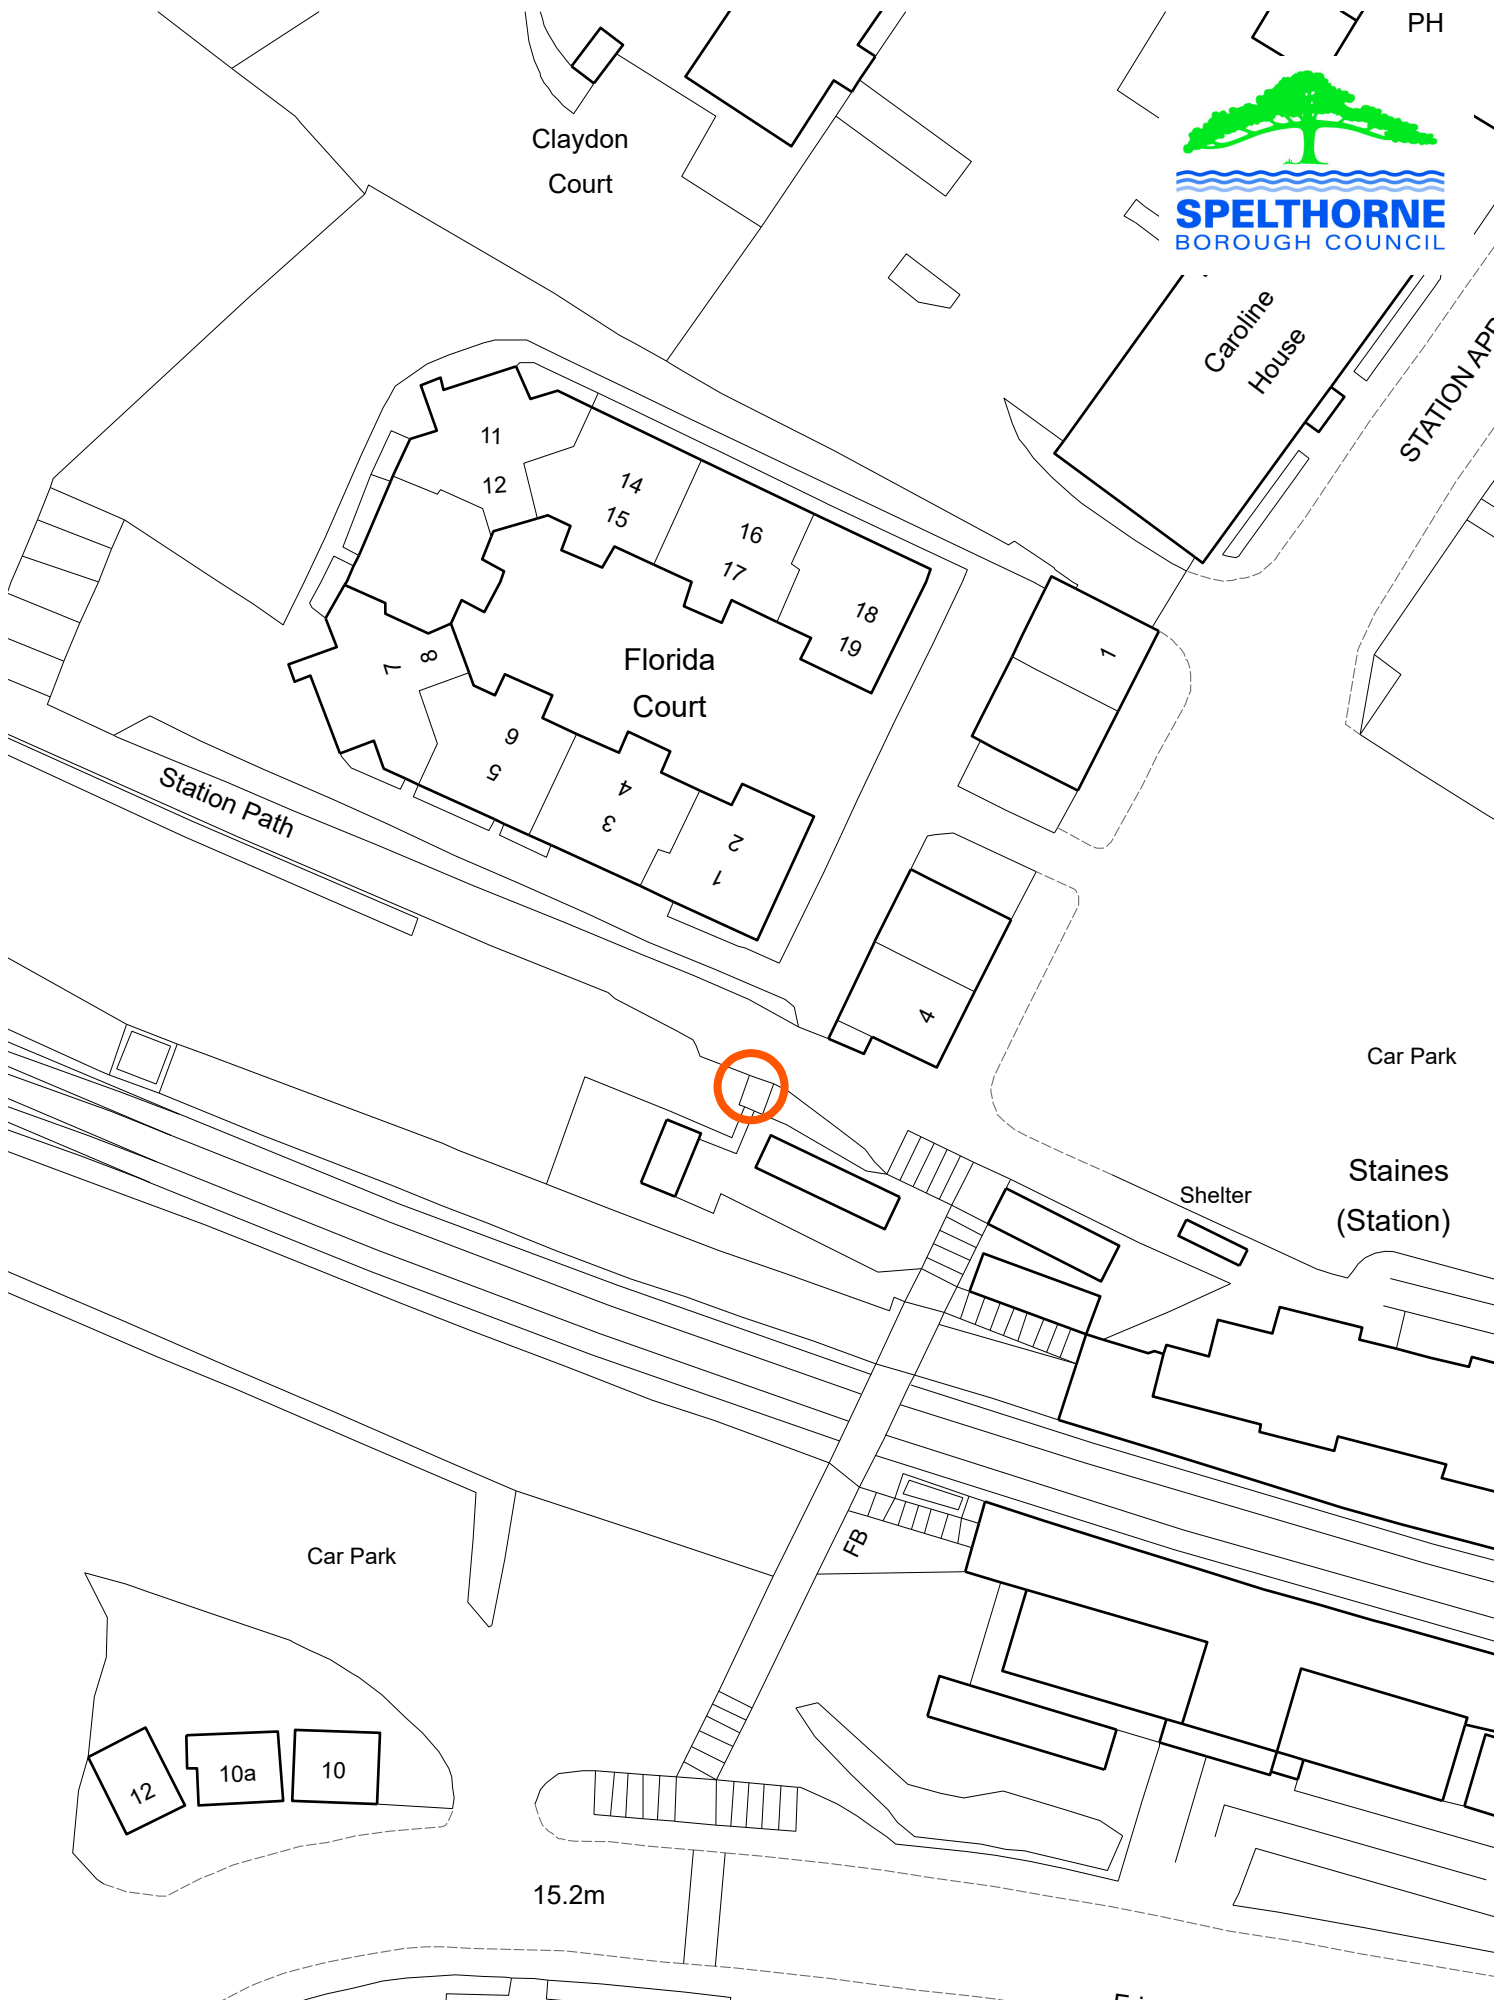 PH
Claydon
Court
SPELTHORNE
BOROUGH COUNCIL
Caroline
House
STATION
11
12
14
15
16
17
18
19
1
7
8
Florida
Court
6
5
4
3
2
1
Station Path
4
Car Park
Staines
(Station)
Shelter
FB
Car Park
12
10a
10
15.2m